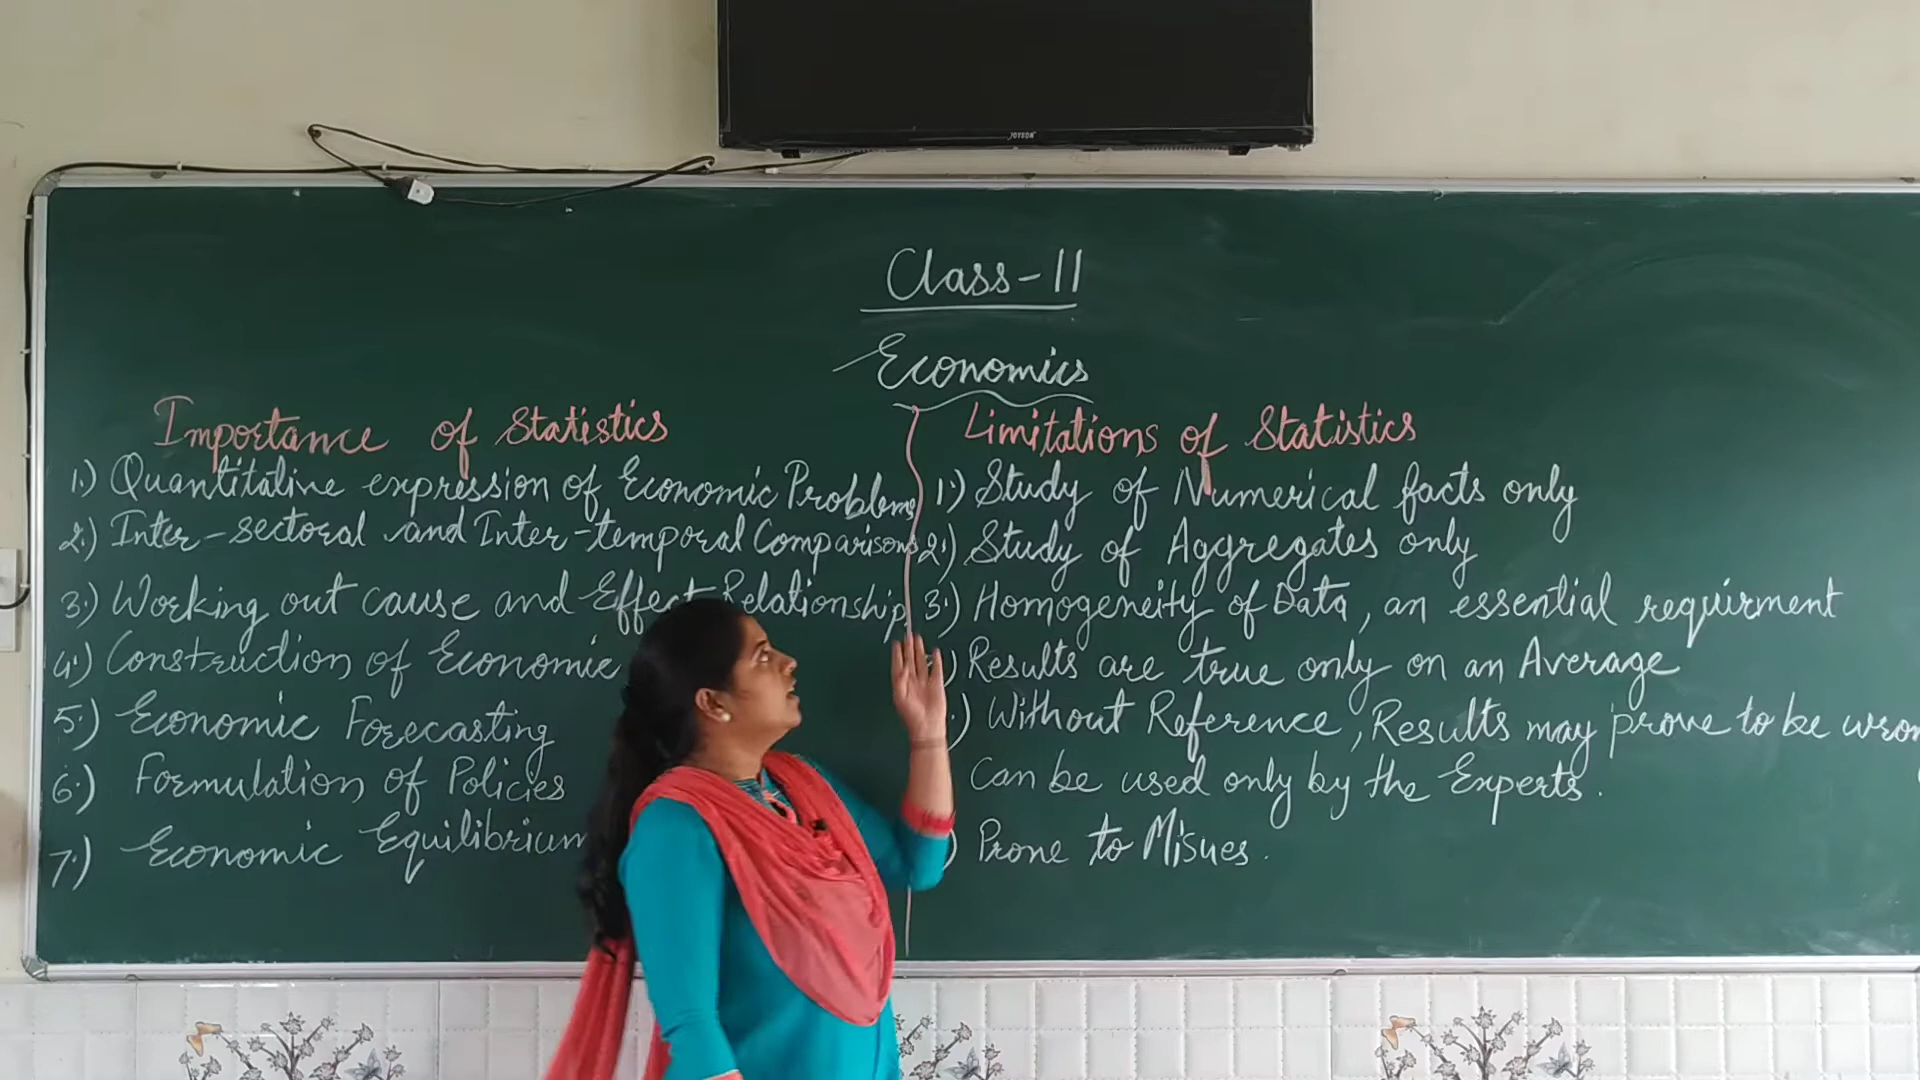 JOYSON
Class-11
Economics
Importance of Statistics
1.) Quantitative expression of Economic Problems
2.) Inter-sectoral and Inter-temporal Comparisons
3.) Working out cause and Effect Relationship
4.) Construction of Economic
5.) Economic Forecasting
6.) Formulation of Policies
7.) Economic Equilibrium
Limitations of Statistics
1.) Study of Numerical facts only
2.) Study of Aggregates only
3.) Homogeneity of Data, an essential requirment
) Results are true only on an Average
.) Without Reference, Results may prove to be
Can be used only by the Experts.
) Prone to Misues.